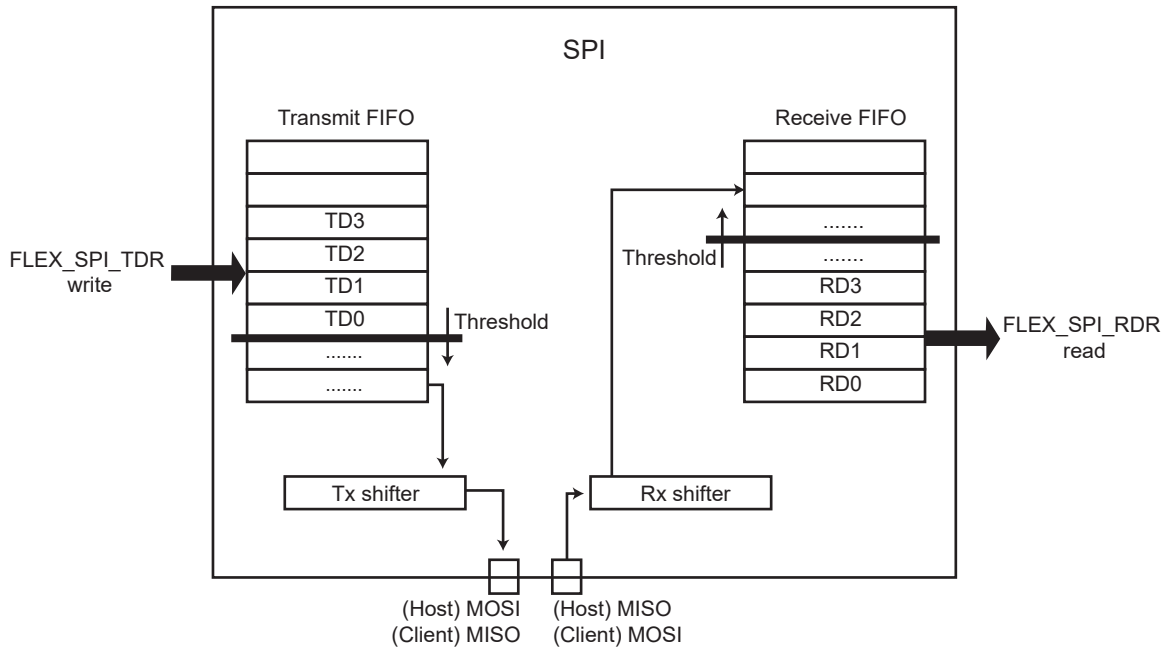 SPI
Transmit FIFO
Receive FIFO
TD3
TD2
TD1
TD0
.......
.......
FLEX_SPI_TDR
write
Threshold
.......
.......
RD3
RD2
RD1
RD0
Threshold
FLEX_SPI_RDR
read
Tx shifter
Rx shifter
(Host) MOSI
(Client) MISO
(Host) MISO
(Client) MOSI